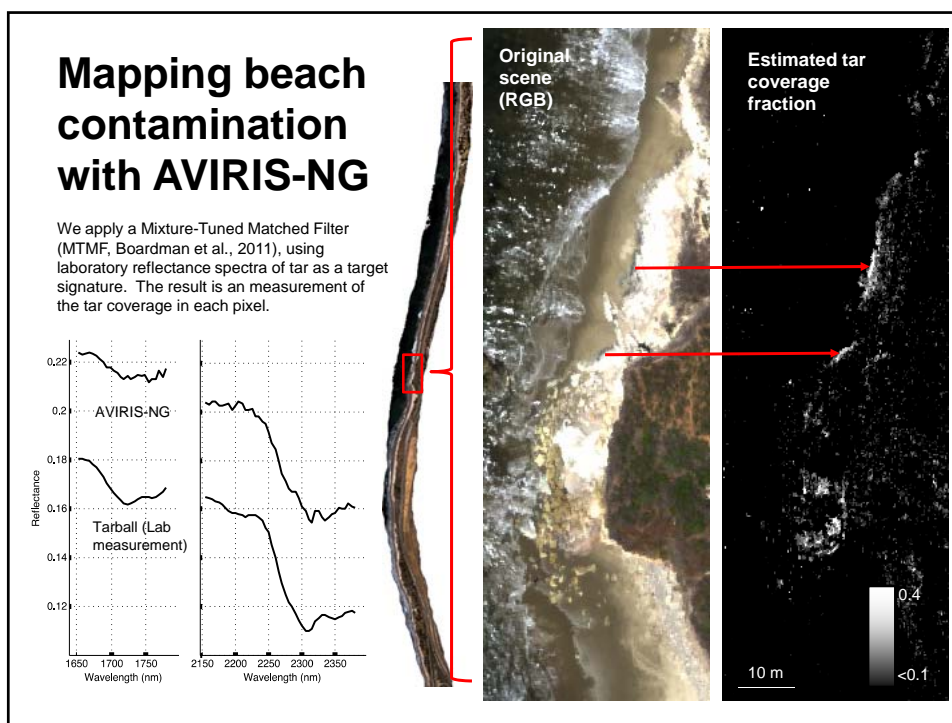 Mapping beach
contamination
with AVIRIS-NG
We apply a Mixture-Tuned Matched Filter
(MTMF, Boardman et al., 2011), using
laboratory reflectance spectra of tar as a target
signature.  The result is an measurement of
the tar coverage in each pixel.
Reflectance
0.22
0.2
0.18
0.16
0.14
0.12
AVIRIS-NG
Tarball (Lab
measurement)
1650 1700 1750
Wavelength (nm)
2150 2200 2250 2300 2350
Wavelength (nm)
Original
scene
(RGB)
Estimated tar
coverage
fraction
0.4
<0.1
10 m